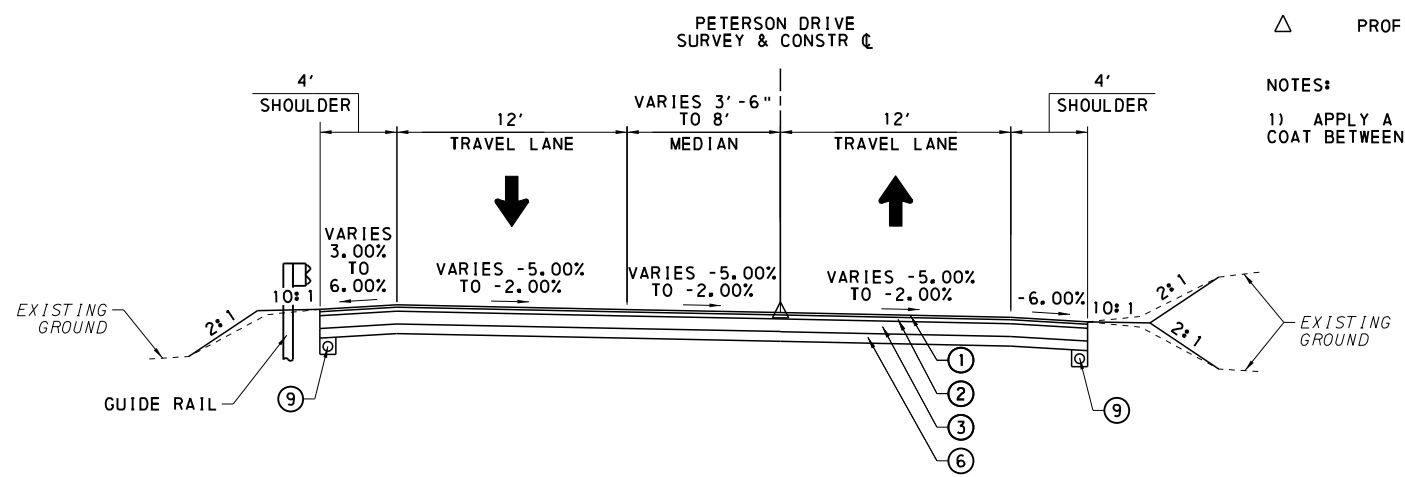 PETERSON DRIVE
SURVEY & CONSTR ℄
△ PROF
NOTES:
1) APPLY A
COAT BETWEEN
4'
SHOULDER
12'
TRAVEL LANE
VARIES 3'-6"
TO 8'
MEDIAN
12'
TRAVEL LANE
4'
SHOULDER
VARIES
3.00%
TO
6.00%
VARIES -5.00%
TO -2.00%
VARIES -5.00%
TO -2.00%
VARIES -5.00%
TO -2.00%
-6.00%
EXISTING
GROUND
2:1
10:1
10:1
2:1
2:1
EXISTING
GROUND
GUIDE RAIL
9
1
2
3
6
9